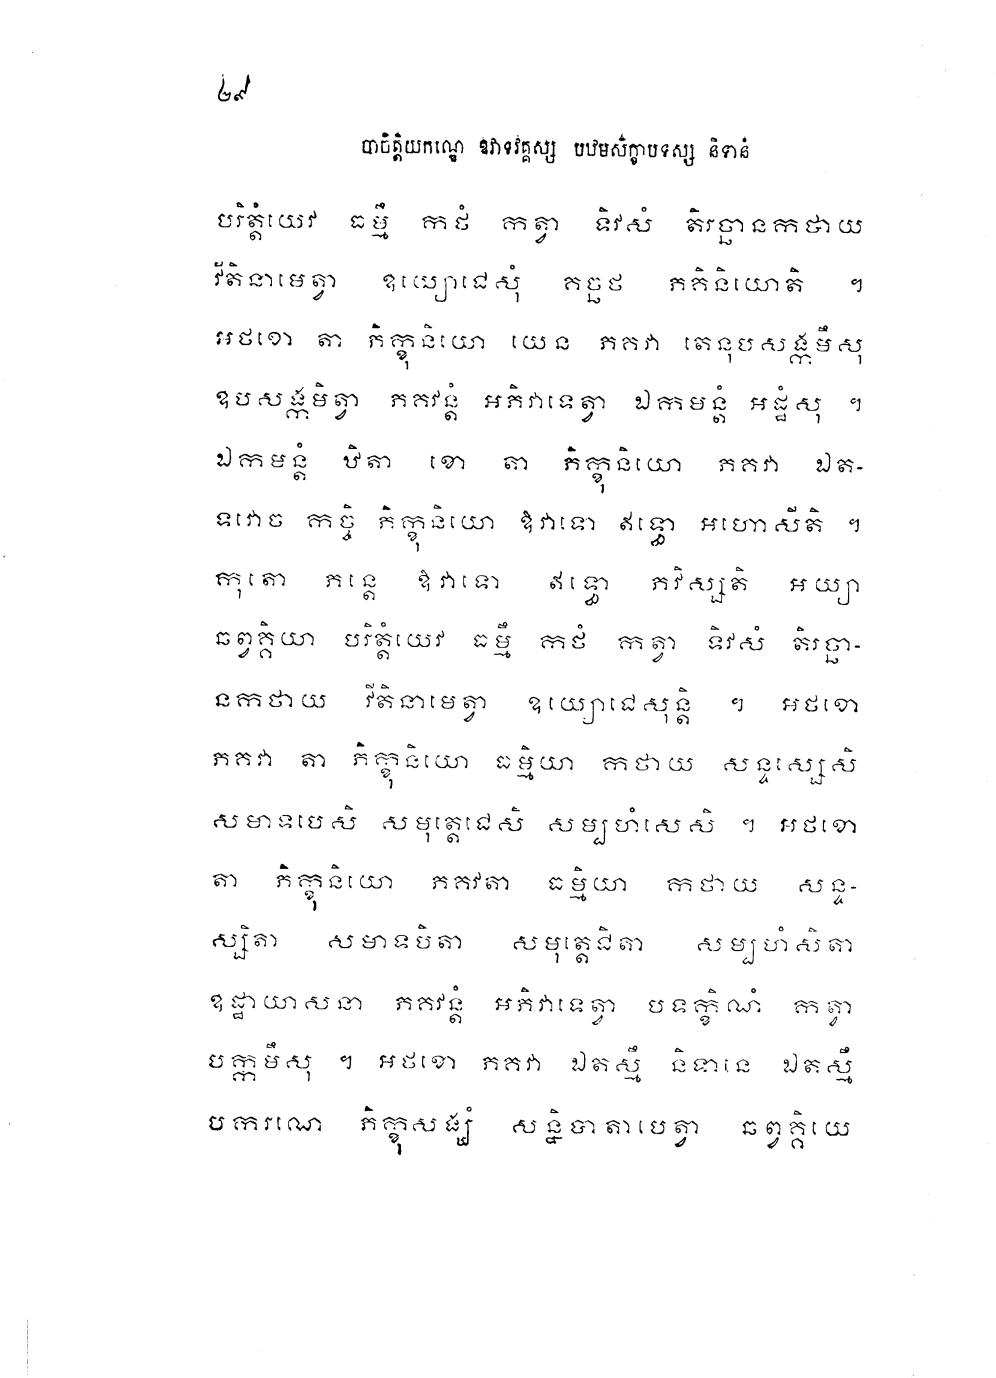 ៤៩
បាចិត្តិយកណ្ឌេ ឱវាទវគ្គស្ស បឋមសិក្ខាបទស្ស និទានំ
បរិត្តំយេវ ធម្មឹ កថំ កត្វា ទិវសំ តិរច្ឆានកថាយ
វីតិនាមេត្វា ឧយ្យោជេសុំ គច្ឆថ ភគិនិយោតិ ។
អថខោ តា ភិក្ខុនិយោ យេន ភគវា តេនុបសង្កមឹសុ
ឧបសង្កមិត្វា ភគវន្តំ អភិវាទេត្វា ឯកមន្តំ អដ្ឋំសុ ។
ឯកមន្តំ ឋិតា ខោ តា ភិក្ខុនិយោ ភគវា ឯត-
ទវោច កច្ចិ ភិក្ខុនិយោ ឱវាទោ ឥទ្ធោ អហោសីតិ ។
កុតោ ភន្តេ ឱវាទោ ឥទ្ធោ ភវិស្សតិ អយ្យា
ឆព្វគ្គិយា បរិត្តំយេវ ធម្មឹ កថំ កត្វា ទិវសំ តិរច្ឆា-
នកថាយ វីតិនាមេត្វា ឧយ្យោជេសុន្តិ ។ អថខោ
ភគវា តា ភិក្ខុនិយោ ធម្មិយា កថាយ សន្ទស្សេសិ
សមាទបេសិ សមុត្តេជេសិ សម្បហំសេសិ ។ អថខោ
តា ភិក្ខុនិយោ ភគវតា ធម្មិយា កថាយ សន្ទ-
ស្សិតា សមាទបិតា សមុត្តេជិតា សម្បហំសិតា
ឧដ្ឋាយាសនា ភគវន្តំ អភិវាទេត្វា បទក្ខិណំ កត្វា
បក្កមឹសុ ។ អថខោ ភគវា ឯតស្មឹ និទានេ ឯតស្មឹ
បករណេ ភិក្ខុសង្ឃំ សន្និបាតាបេត្វា ឆព្វគ្គិយេ